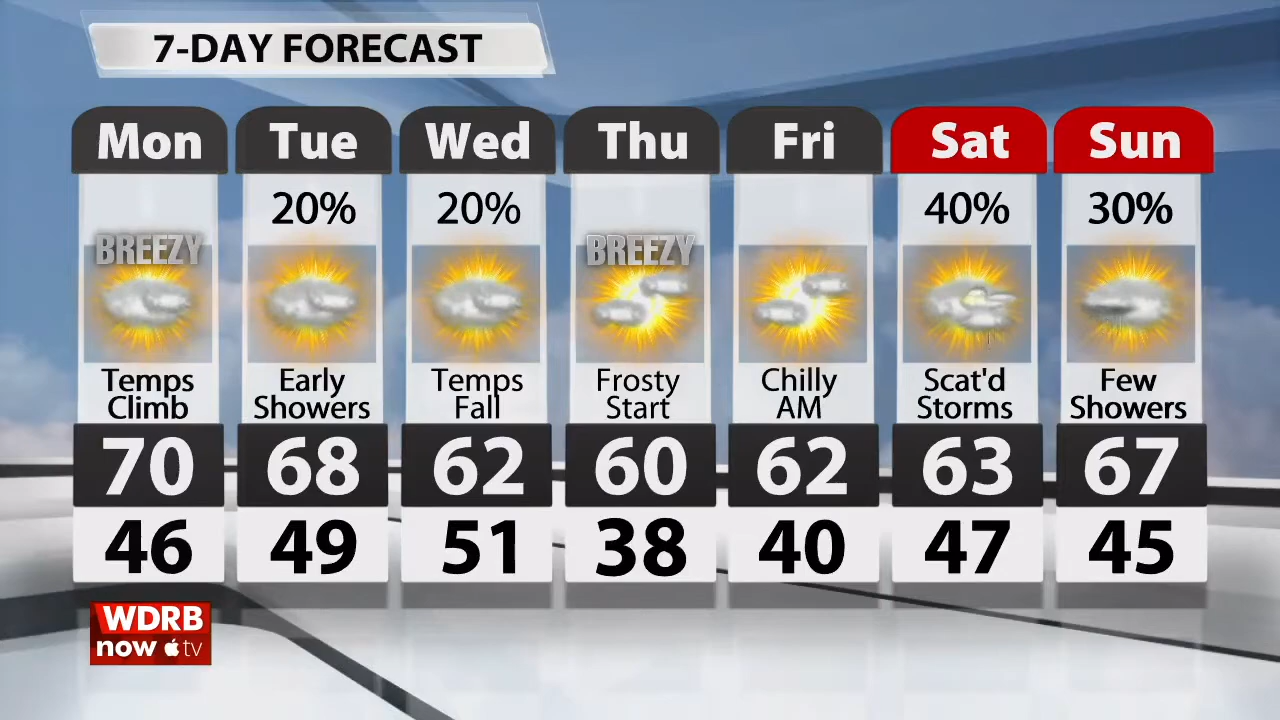 7-DAY FORECAST
Mon Tue Wed Thu Fri Sat Sun
20% 20% 40% 30%
BREEZY BREEZY
Temps Early Temps Frosty Chilly Scat'd Few
Climb Showers Fall Start AM Storms Showers
70 68 62 60 62 63 67
46 49 51 38 40 47 45
WDRB
now tv